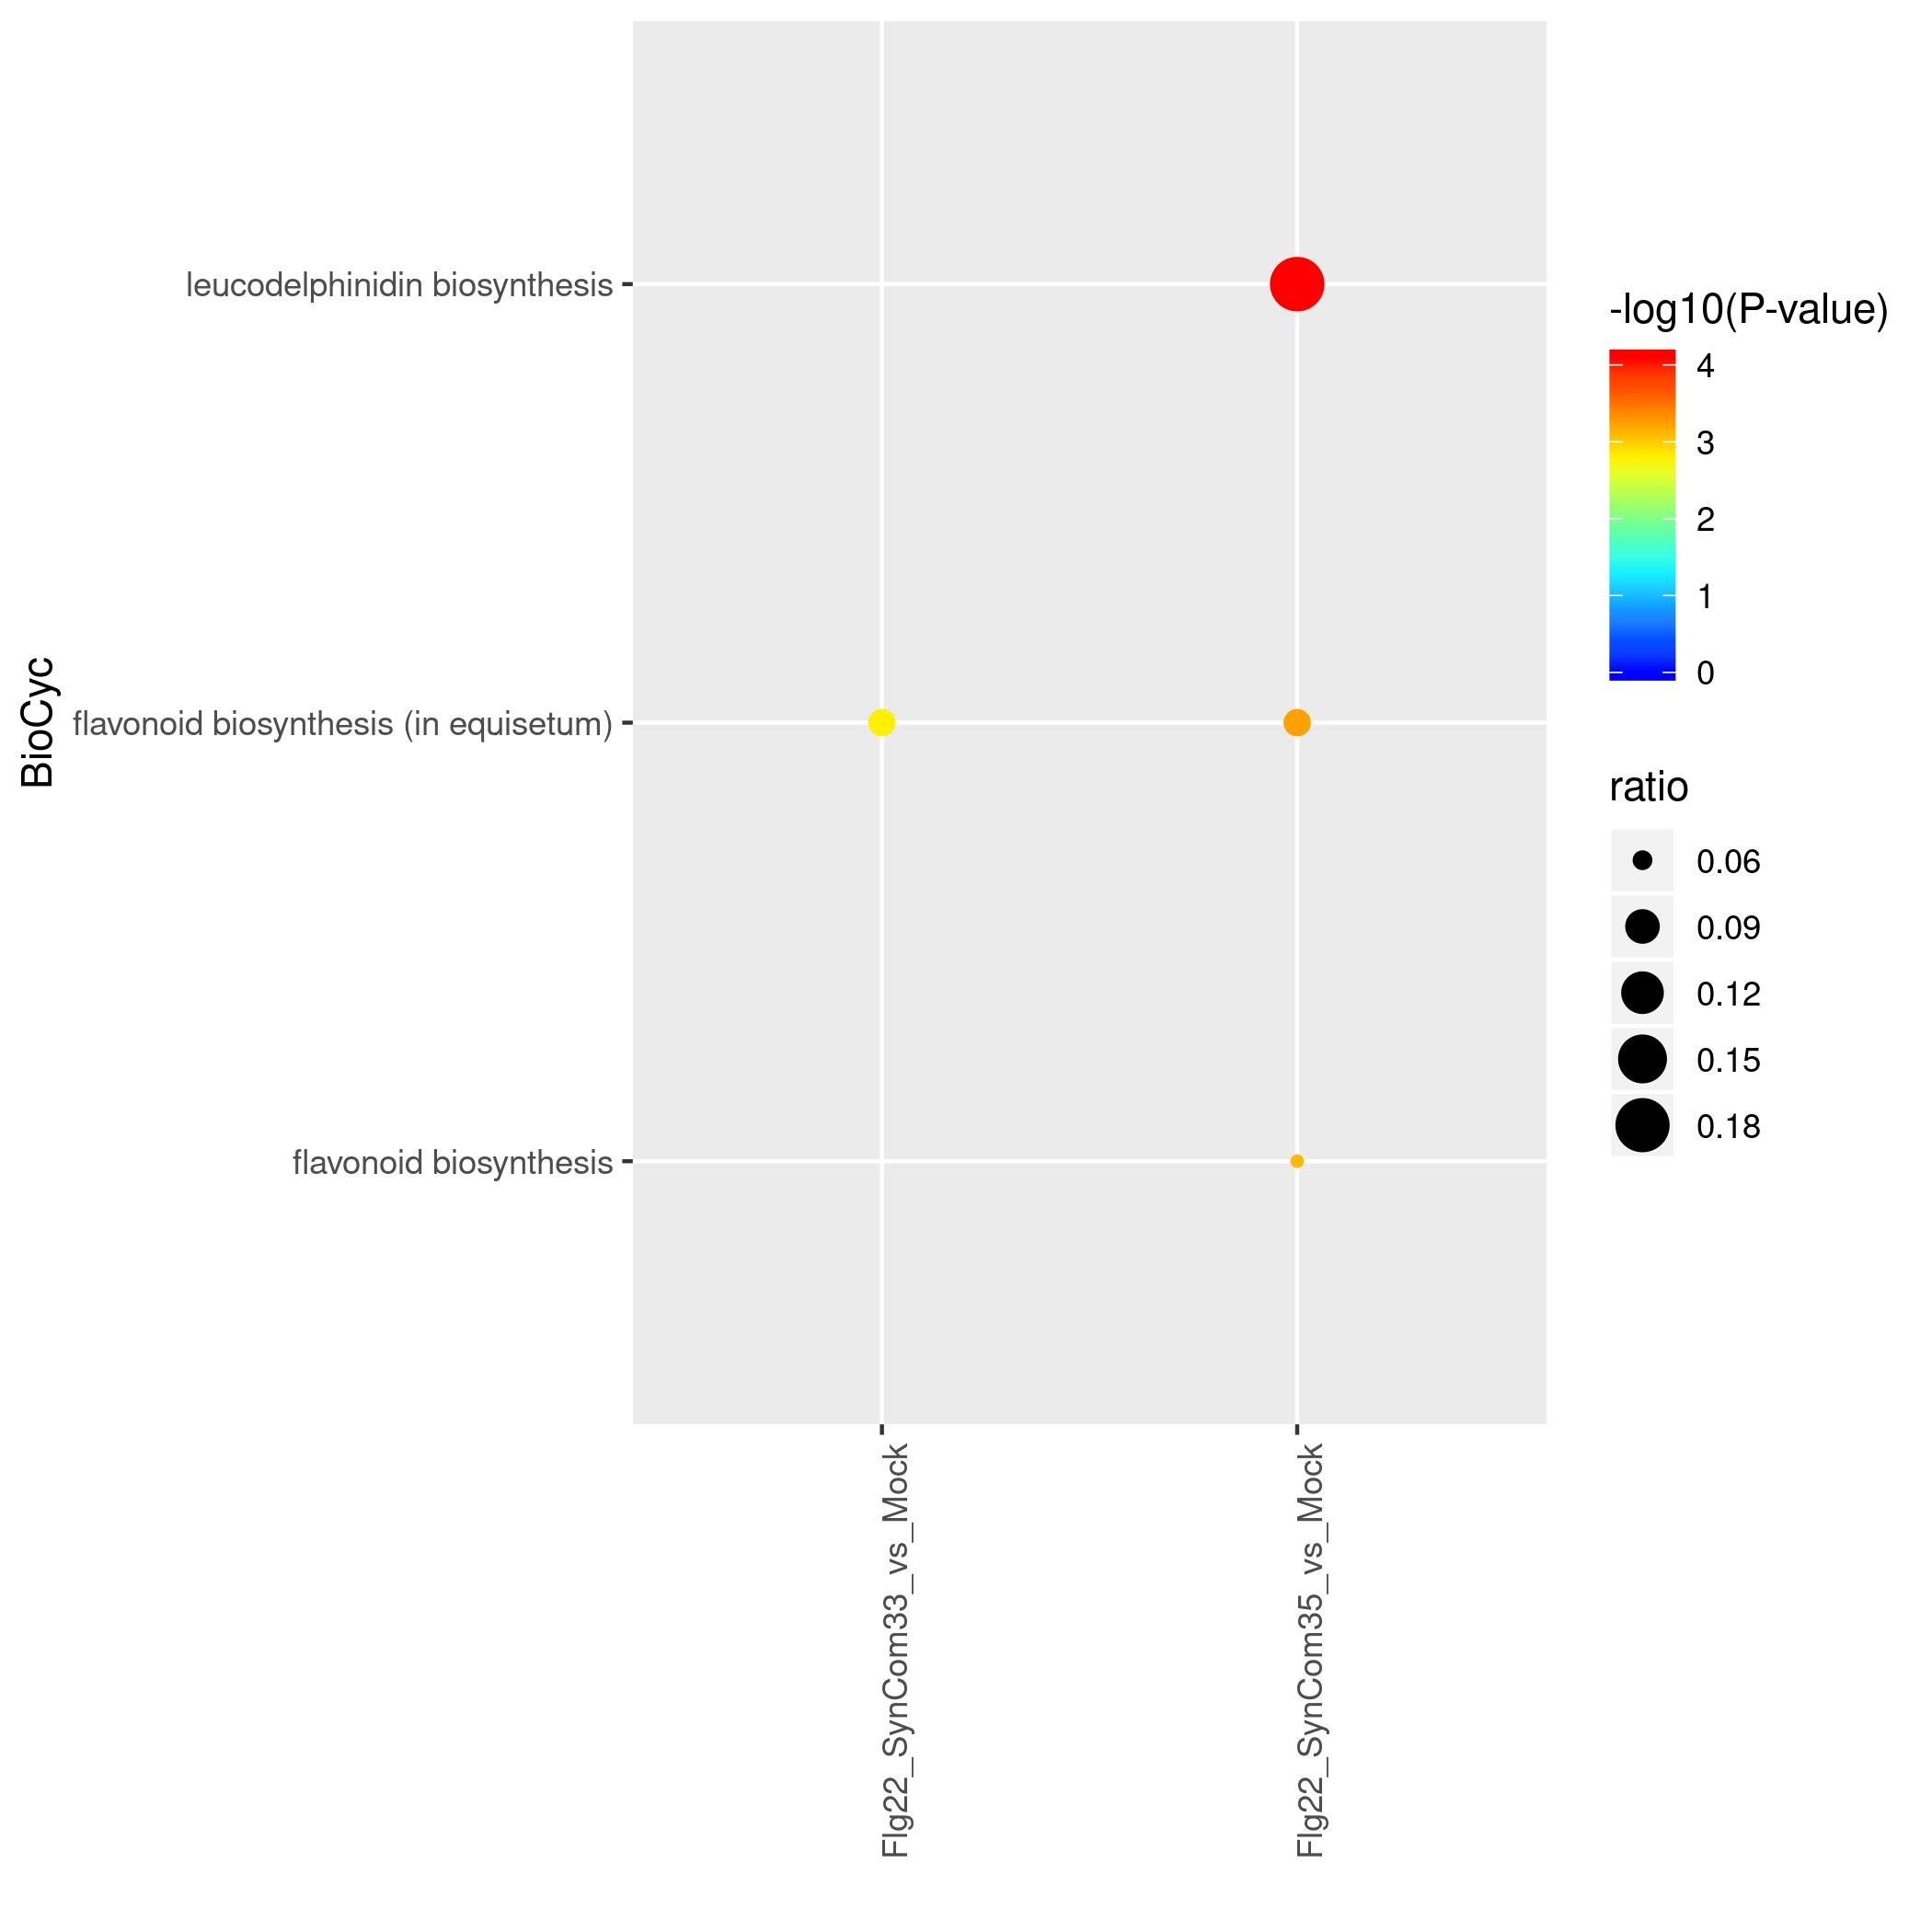 BioCyc
leucodelphinidin biosynthesis
flavonoid biosynthesis (in equisetum)
flavonoid biosynthesis
Flg22_SynCom33_vs_Mock
Flg22_SynCom35_vs_Mock
-log10(P-value)
4
3
2
1
0
ratio
0.06
0.09
0.12
0.15
0.18